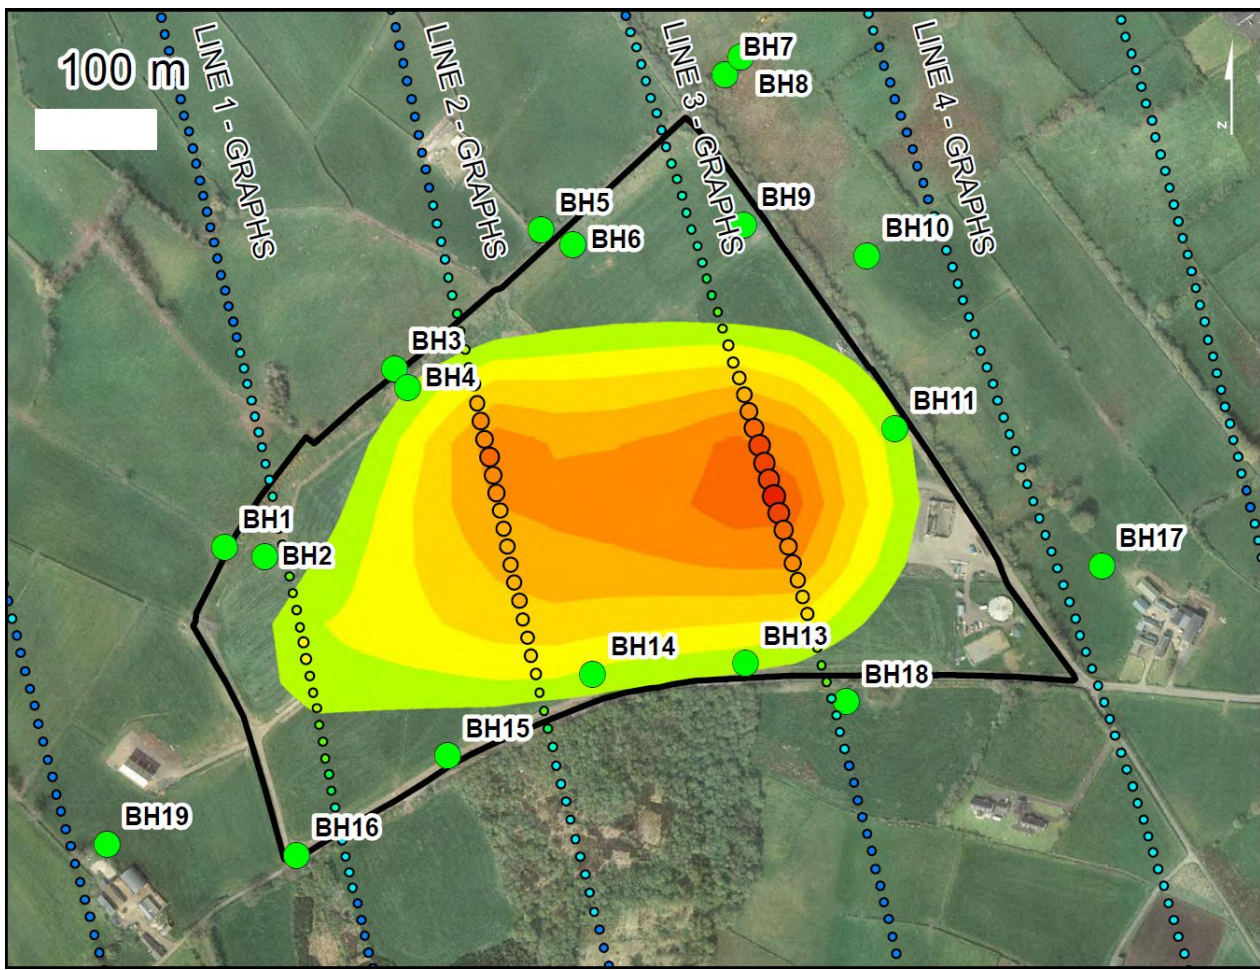 100 m
LINE 1 - GRAPHS
LINE 2 - GRAPHS
LINE 3 - GRAPHS
LINE 4 - GRAPHS
N
BH7
BH8
BH5
BH6
BH9
BH10
BH3
BH4
BH11
BH1
BH2
BH17
BH14
BH13
BH18
BH15
BH16
BH19